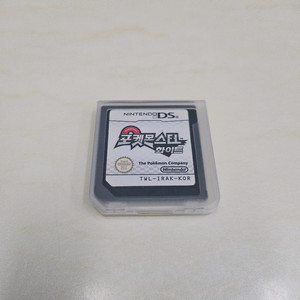 NINTENDO DS
포켓몬스터
화이트
The Pokémon Company
Nintendo
TWL-IRAK-KOR